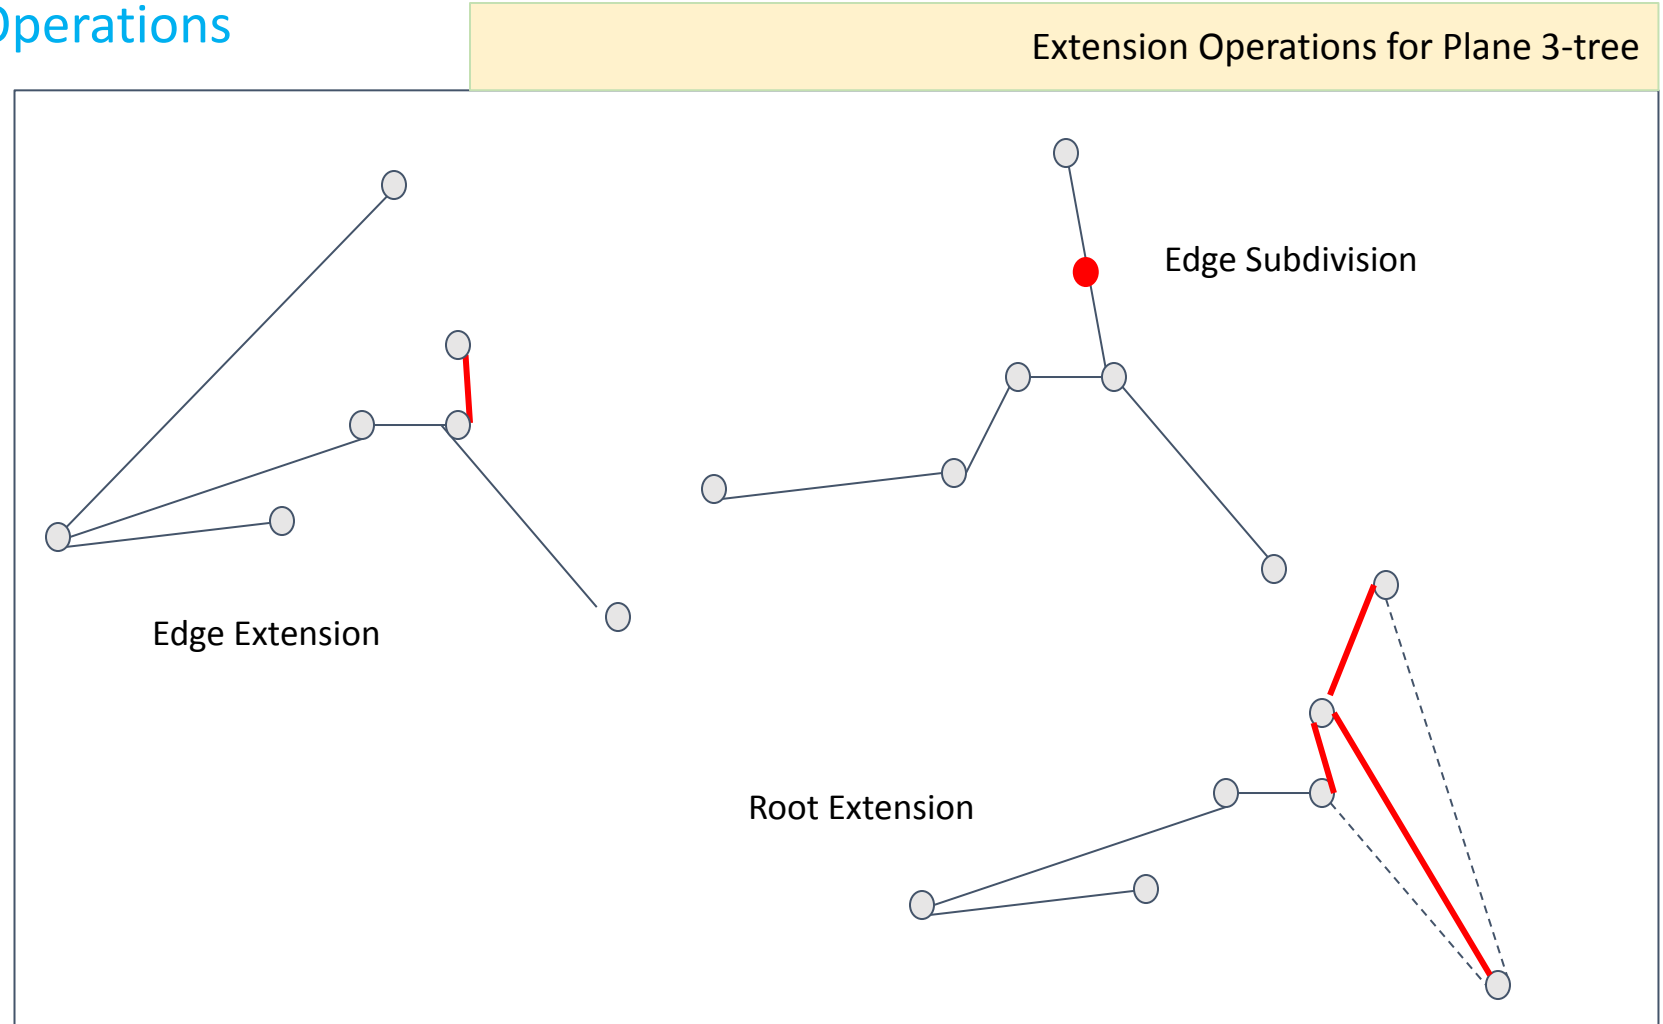 Operations
Extension Operations for Plane 3-tree
Edge Subdivision
Edge Extension
Root Extension